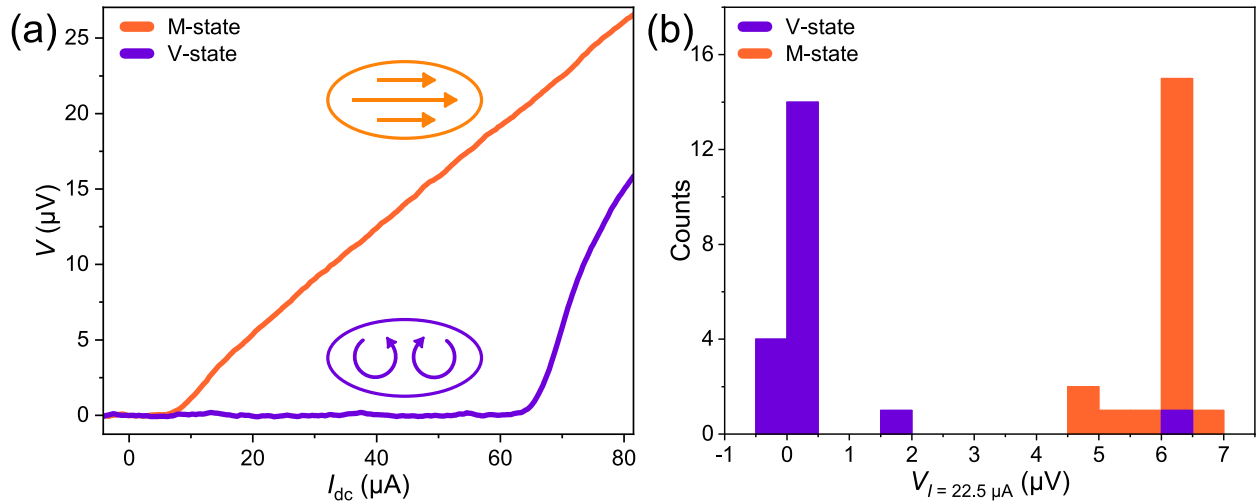 (a)
M-state
V-state
25
20
15
10
5
0
V (µV)
0
20
40
60
80
I_dc (µA)
(b)
V-state
M-state
16
12
8
4
0
Counts
-1
0
1
2
3
4
5
6
7
V_I = 22.5 µA (µV)